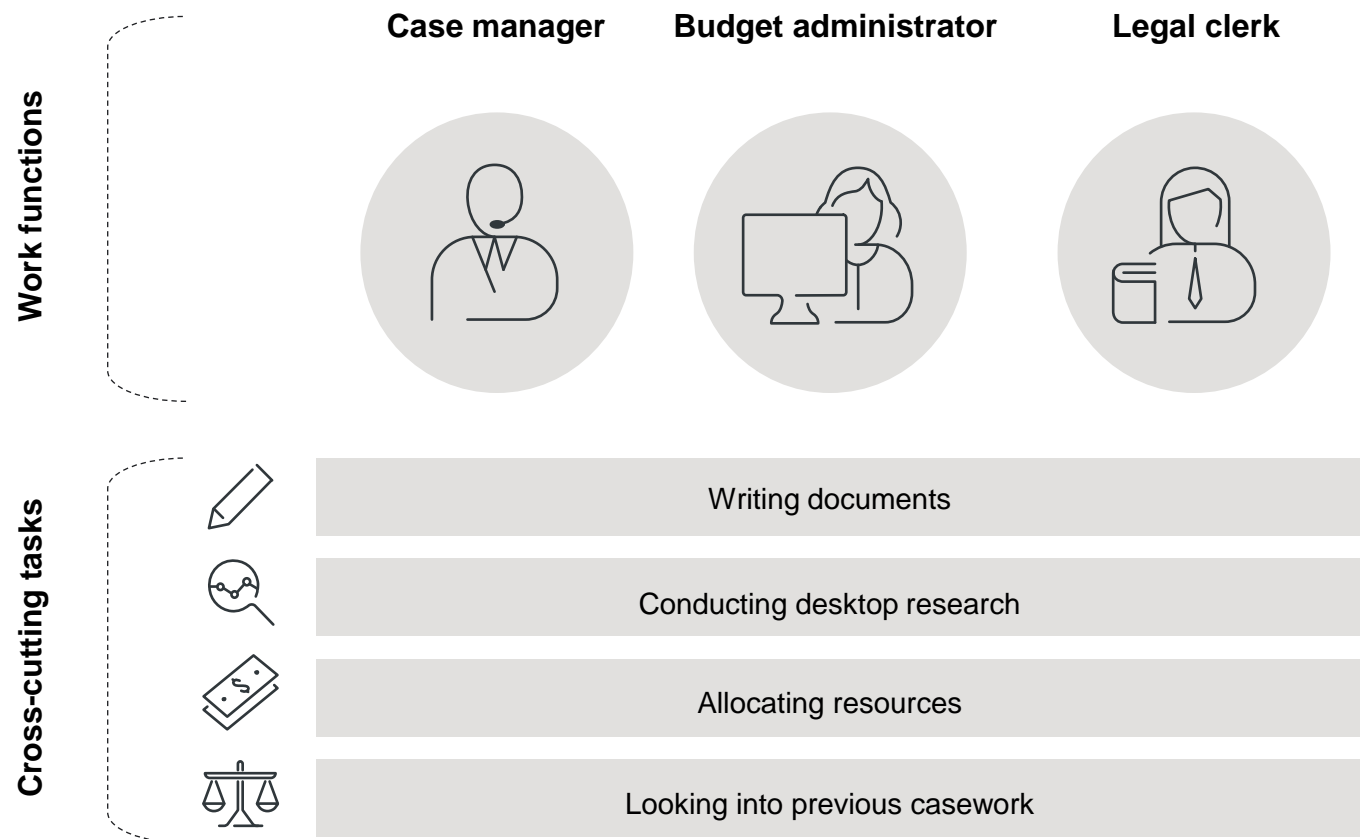 Case manager
Budget administrator
Legal clerk
Work functions
Cross-cutting tasks
Writing documents
Conducting desktop research
$
Allocating resources
Looking into previous casework